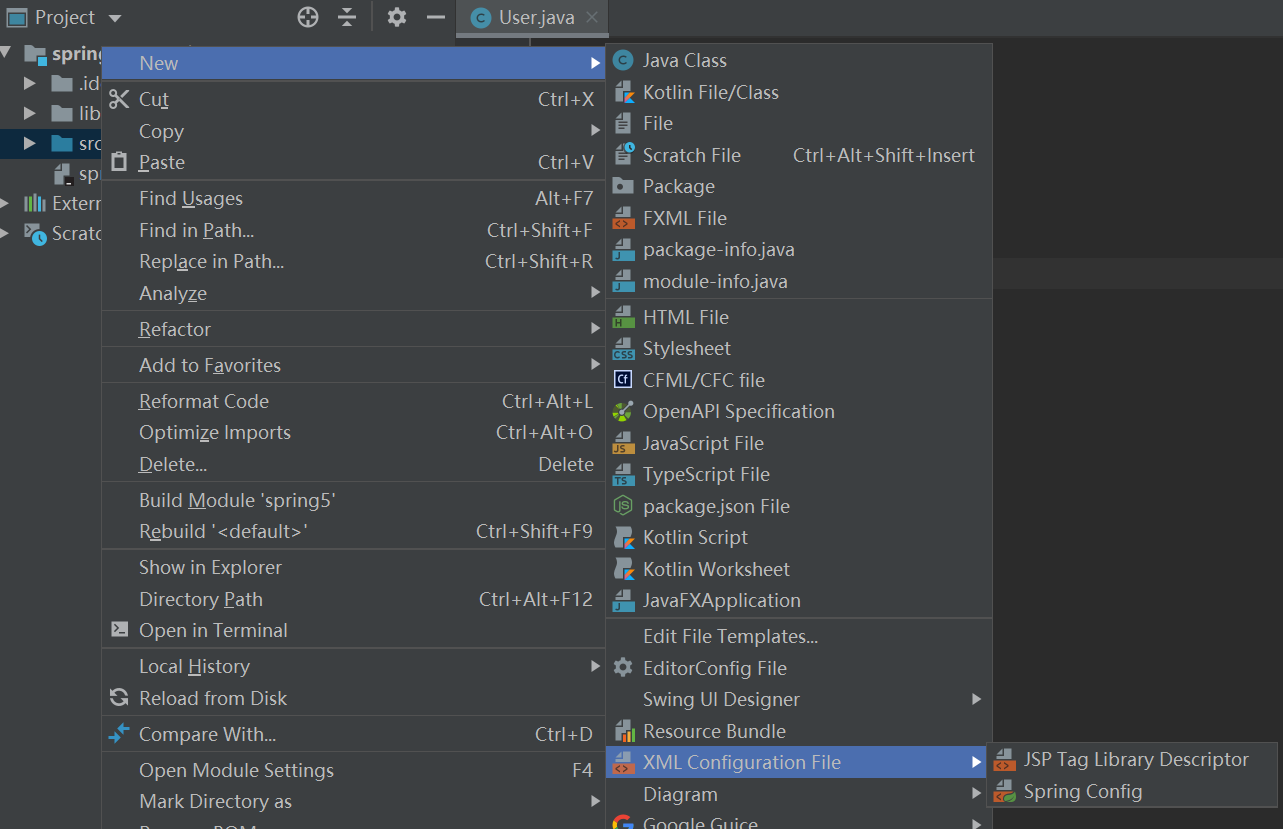 Project
User.java
spring
.id
lib
src
sp
Extern
Scratc
New
Cut Ctrl+X
Copy
Paste Ctrl+V
Find Usages Alt+F7
Find in Path... Ctrl+Shift+F
Replace in Path... Ctrl+Shift+R
Analyze
Refactor
Add to Favorites
Reformat Code Ctrl+Alt+L
Optimize Imports Ctrl+Alt+O
Delete... Delete
Build Module 'spring5'
Rebuild '<default>' Ctrl+Shift+F9
Show in Explorer
Directory Path Ctrl+Alt+F12
Open in Terminal
Local History
Reload from Disk
Compare With... Ctrl+D
Open Module Settings F4
Mark Directory as
Java Class
Kotlin File/Class
File
Scratch File Ctrl+Alt+Shift+Insert
Package
FXML File
package-info.java
module-info.java
HTML File
Stylesheet
CFML/CFC file
OpenAPI Specification
JavaScript File
TypeScript File
package.json File
Kotlin Script
Kotlin Worksheet
JavaFXApplication
Edit File Templates...
EditorConfig File
Swing UI Designer
Resource Bundle
XML Configuration File
Diagram
Google Guice
JSP Tag Library Descriptor
Spring Config